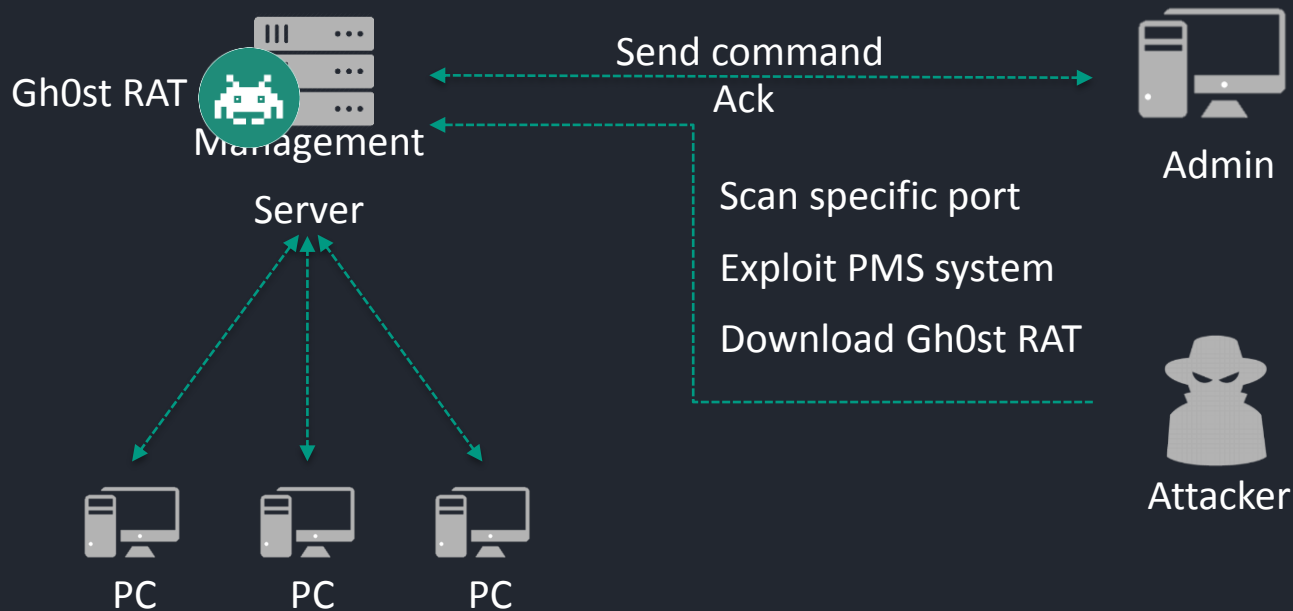 Gh0st RAT
Management
Server
Send command
Ack
Admin
Scan specific port
Exploit PMS system
Download Gh0st RAT
Attacker
PC
PC
PC